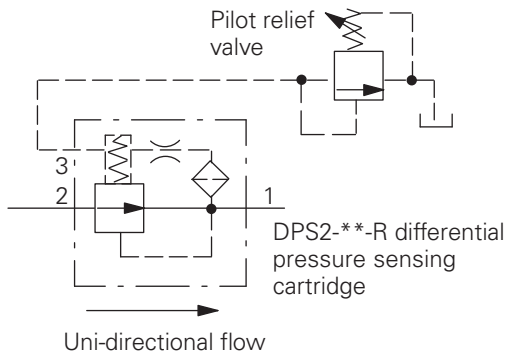 Pilot relief
valve
3
2
1
DPS2-**-R differential
pressure sensing
cartridge
Uni-directional flow